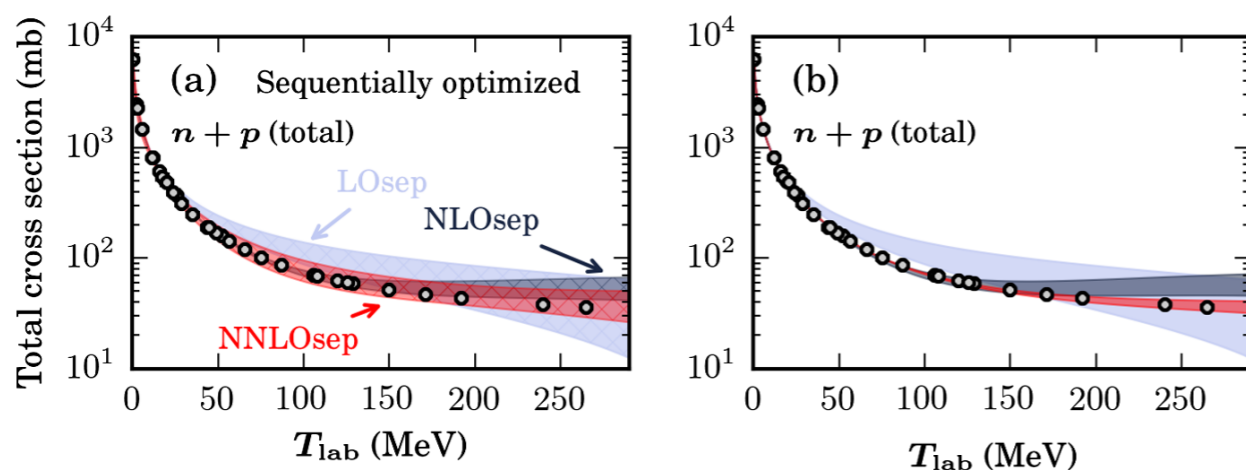 Total cross section (mb)
10^4
10^3
10^2
10^1
(a) Sequentially optimized
n + p (total)
LOsep
NLOsep
NNLOsep
0 50 100 150 200 250
T_lab (MeV)
10^4
10^3
10^2
10^1
(b)
n + p (total)
0 50 100 150 200 250
T_lab (MeV)